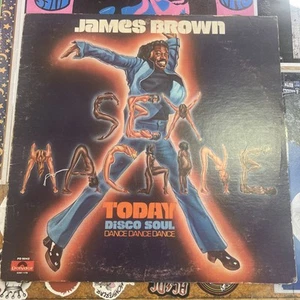 JAMES BROWN
SEX
MACHINE
TODAY
DISCO SOUL
DANCE DANCE DANCE